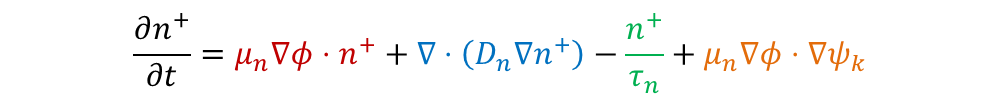 ∂n⁺/∂t = μₙ∇ϕ · n⁺ + ∇ · (Dₙ∇n⁺) − n⁺/τₙ + μₙ∇ϕ · ∇ψₖ